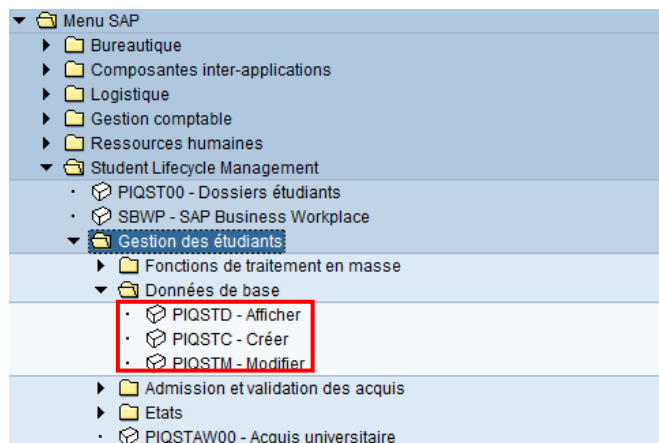 Menu SAP
Bureautique
Composantes inter-applications
Logistique
Gestion comptable
Ressources humaines
Student Lifecycle Management
PIQST00 - Dossiers étudiants
SBWP - SAP Business Workplace
Gestion des étudiants
Fonctions de traitement en masse
Données de base
PIQSTD - Afficher
PIQSTC - Créer
PIQSTM - Modifier
Admission et validation des acquis
Etats
PIQSTAW00 - Acquis universitaire